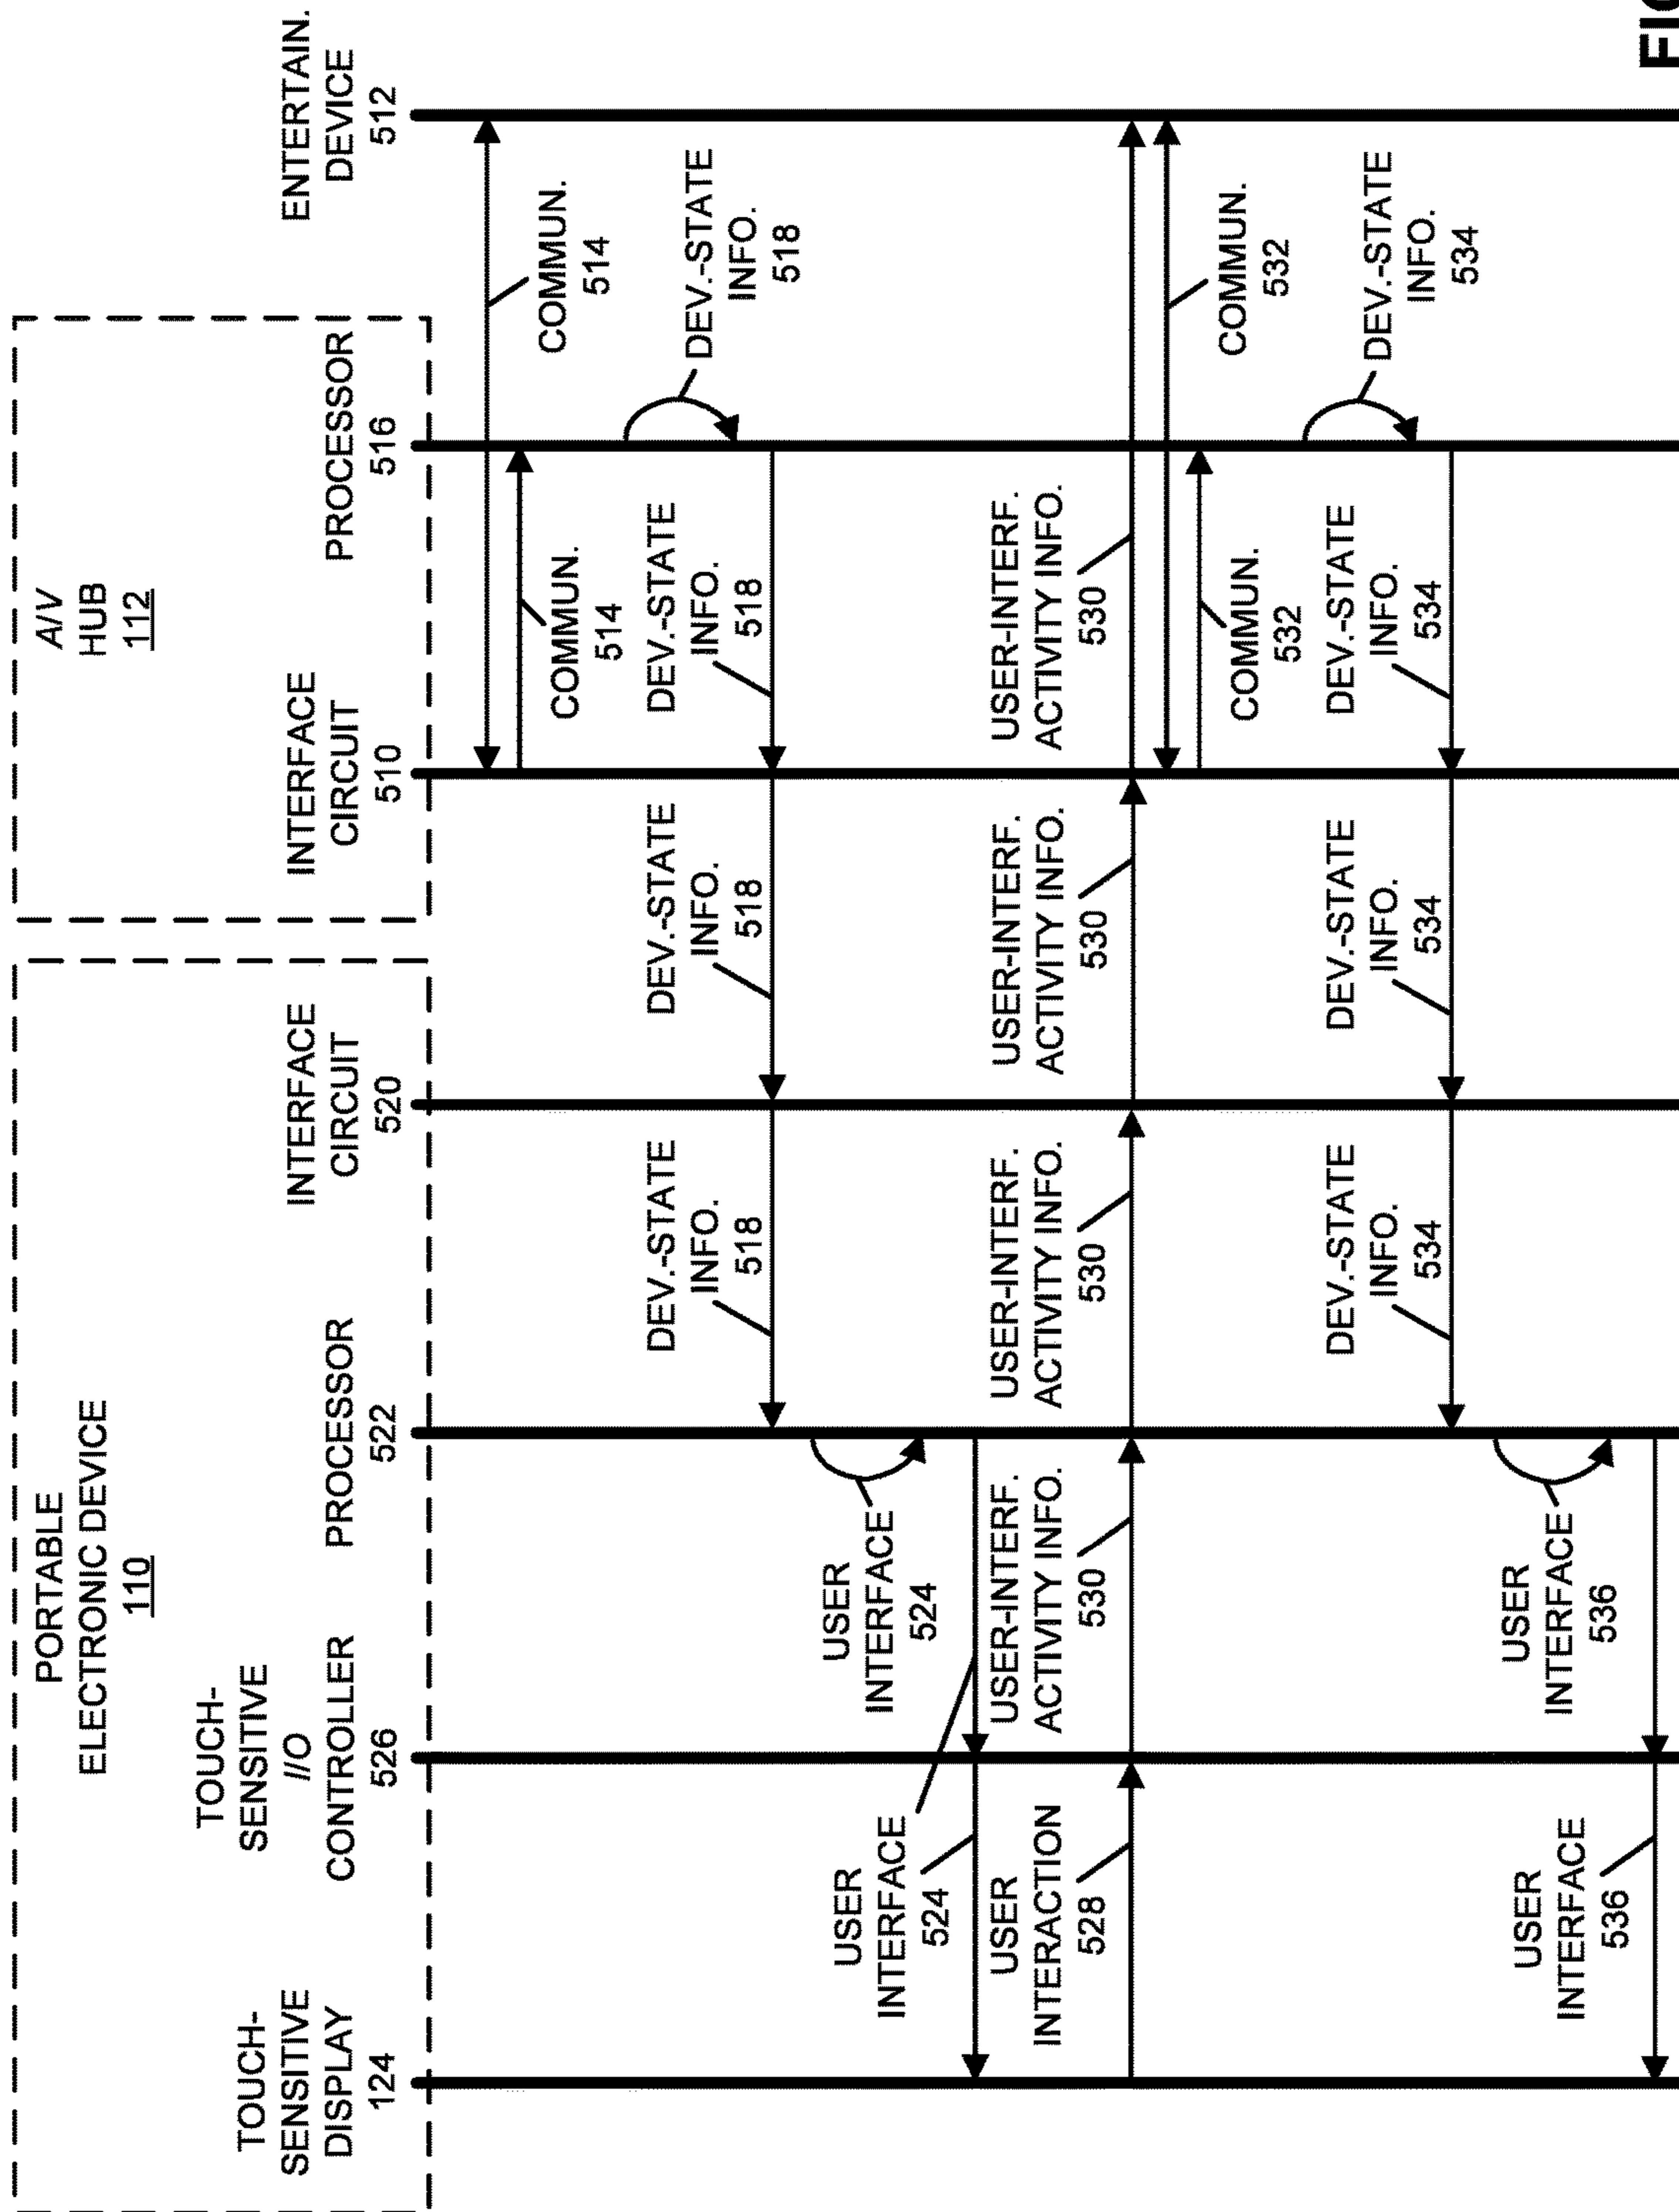 PORTABLE
ELECTRONIC DEVICE
110
A/V
HUB
112
TOUCH-
SENSITIVE
DISPLAY
124
TOUCH-
SENSITIVE
I/O
CONTROLLER
526
PROCESSOR
522
INTERFACE
CIRCUIT
520
INTERFACE
CIRCUIT
510
PROCESSOR
516
ENTERTAIN.
DEVICE
512
COMMUN.
514
COMMUN.
514
DEV.-STATE
INFO.
518
DEV.-STATE
INFO.
518
DEV.-STATE
INFO.
518
DEV.-STATE
INFO.
518
USER
INTERFACE
524
USER
INTERFACE
524
USER
INTERACTION
528
USER-INTERF.
ACTIVITY INFO.
530
USER-INTERF.
ACTIVITY INFO.
530
USER-INTERF.
ACTIVITY INFO.
530
USER-INTERF.
ACTIVITY INFO.
530
COMMUN.
532
COMMUN.
532
DEV.-STATE
INFO.
534
DEV.-STATE
INFO.
534
DEV.-STATE
INFO.
534
DEV.-STATE
INFO.
534
USER
INTERFACE
536
USER
INTERFACE
536